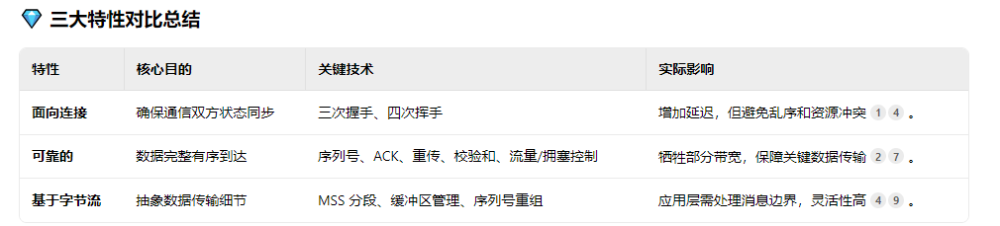 💎 三大特性对比总结
特性 核心目的 关键技术 实际影响
面向连接 确保通信双方状态同步 三次握手、四次挥手 增加延迟，但避免乱序和资源冲突 1 4 。
可靠的 数据完整有序到达 序列号、ACK、重传、校验和、流量/拥塞控制 牺牲部分带宽，保障关键数据传输 2 7 。
基于字节流 抽象数据传输细节 MSS 分段、缓冲区管理、序列号重组 应用层需处理消息边界，灵活性高 4 9 。